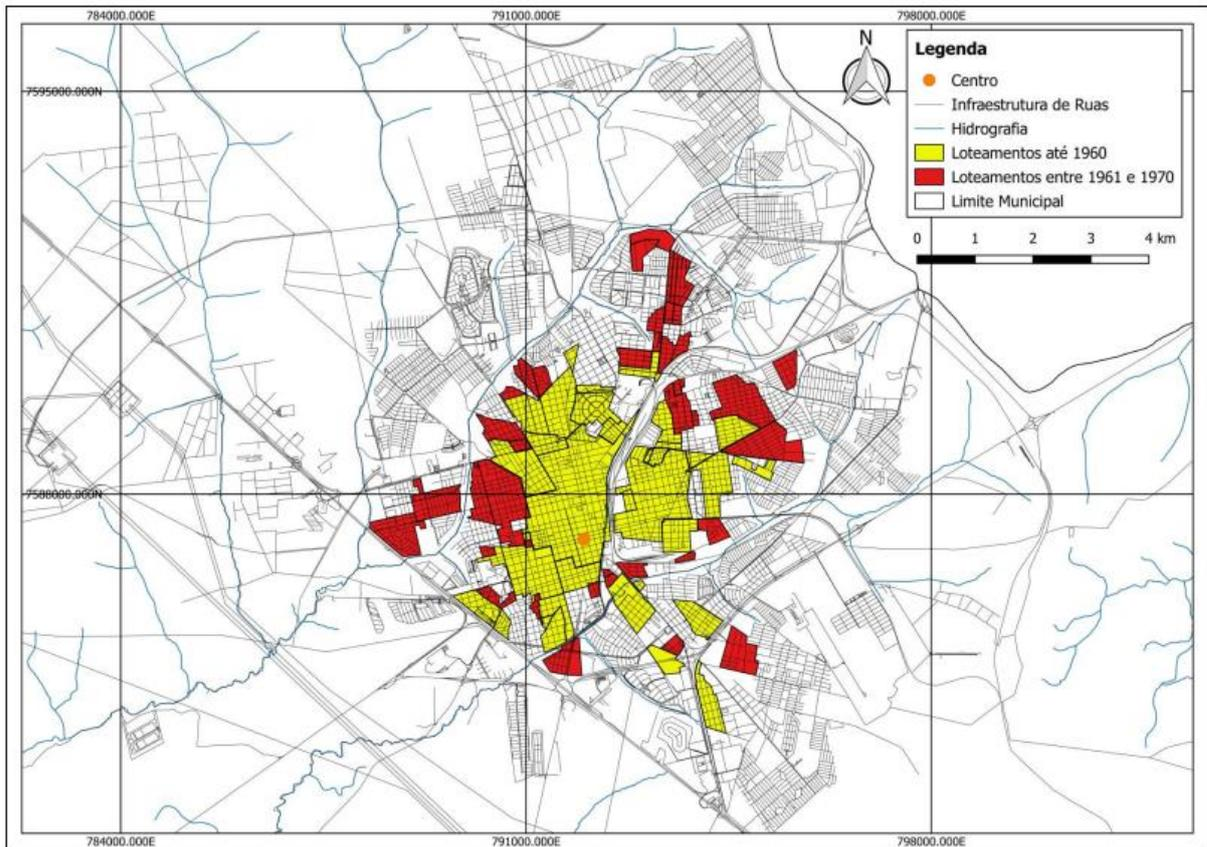 784000.000E 791000.000E 798000.000E
N
Legenda
Centro
Infraestrutura de Ruas
Hidrografia
Loteamentos até 1960
Loteamentos entre 1961 e 1970
Limite Municipal
0 1 2 3 4 km
7595000.000N
7588000.000N
784000.000E 791000.000E 798000.000E